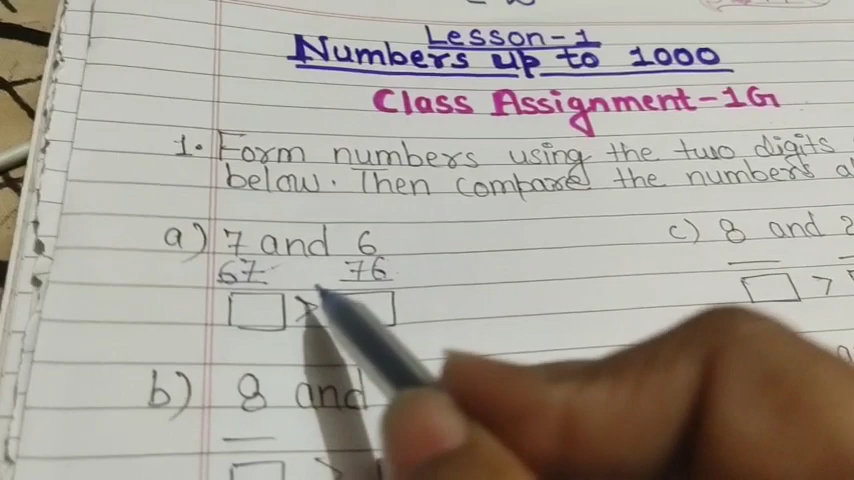 Lesson-1
Numbers up to 1000
Class Assignment-1G
1. Form numbers using the two digits
below. Then compare the numbers
a) 7 and 6
67 76
>
b) 8 and
>
c) 8 and
>